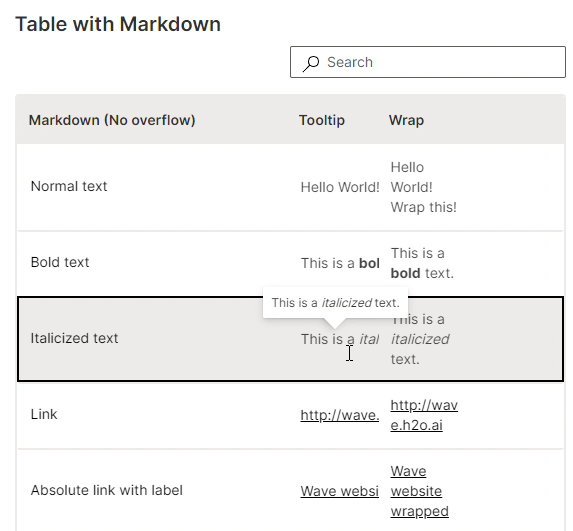 Table with Markdown
Search
Markdown (No overflow) Tooltip Wrap
Normal text Hello World! Hello
World!
Wrap this!
Bold text This is a bol This is a
bold text.
This is a italicized text.
Italicized text This is a ital This is a
italicized
text.
Link http://wave. http://wav
e.h2o.ai
Absolute link with label Wave websi Wave
website
wrapped